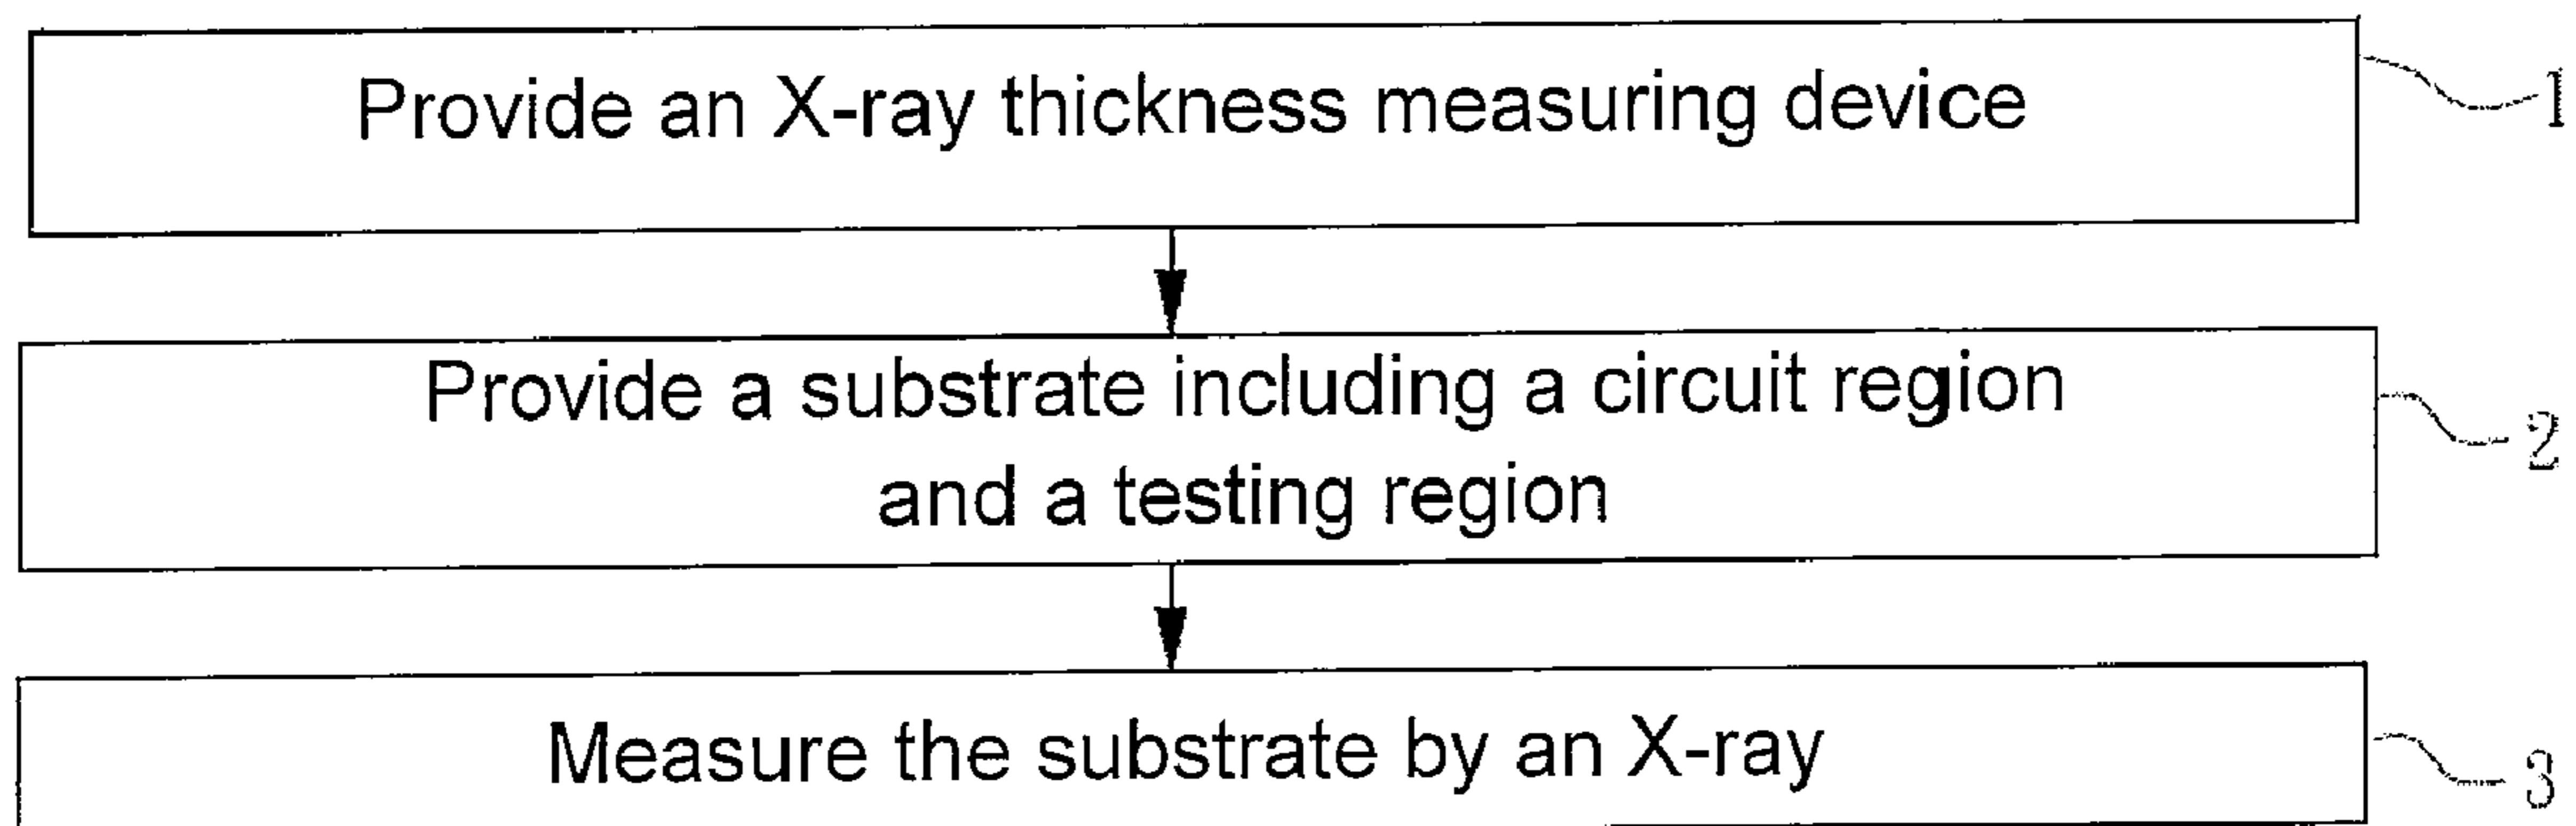 Provide an X-ray thickness measuring device
1
Provide a substrate including a circuit region
and a testing region
2
Measure the substrate by an X-ray
3